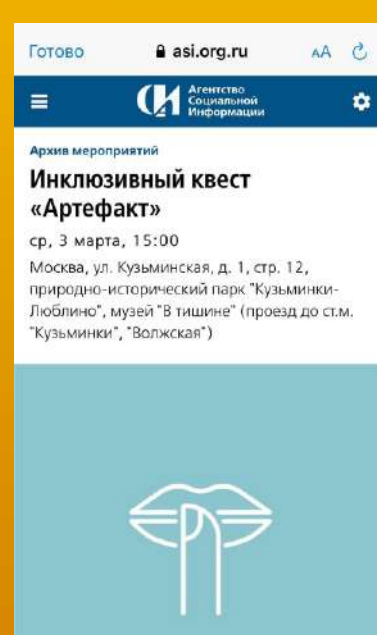 Готово
asi.org.ru
АА
Агентство
Социальной
Информации
Архив мероприятий
Инклюзивный квест
«Артефакт»
ср, 3 марта, 15:00
Москва, ул. Кузьминская, д. 1, стр. 12,
природно-исторический парк "Кузьминки-
Люблино", музей "В тишине" (проезд до ст.м.
"Кузьминки", "Волжская")